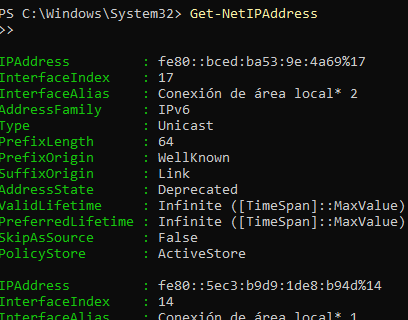 PS C:\Windows\System32> Get-NetIPAddress
>>
IPAddress : fe80::bced:ba53:9e:4a69%17
InterfaceIndex : 17
InterfaceAlias : Conexión de área local* 2
AddressFamily : IPv6
Type : Unicast
PrefixLength : 64
PrefixOrigin : WellKnown
SuffixOrigin : Link
AddressState : Deprecated
ValidLifetime : Infinite ([TimeSpan]::MaxValue)
PreferredLifetime : Infinite ([TimeSpan]::MaxValue)
SkipAsSource : False
PolicyStore : ActiveStore
IPAddress : fe80::5ec3:b9d9:1de8:b94d%14
InterfaceIndex : 14
InterfaceAlias : Conexión de área local* 1